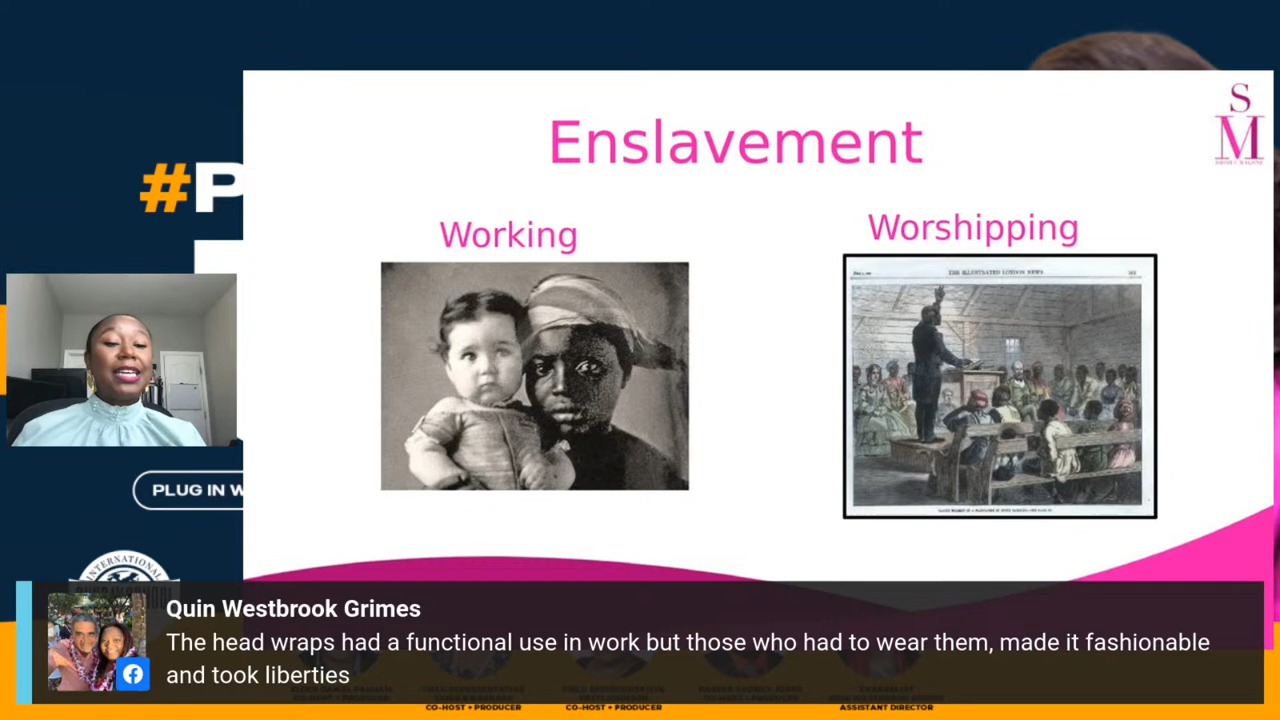 S
M
Enslavement
#P
Working
Worshipping
THE ILLUSTRATED LONDON NEWS
PLUG IN W
INTERNATIONAL
Quin Westbrook Grimes
The head wraps had a functional use in work but those who had to wear them, made it fashionable
and took liberties
CO-HOST + PRODUCER
CO-HOST + PRODUCER
ASSISTANT DIRECTOR